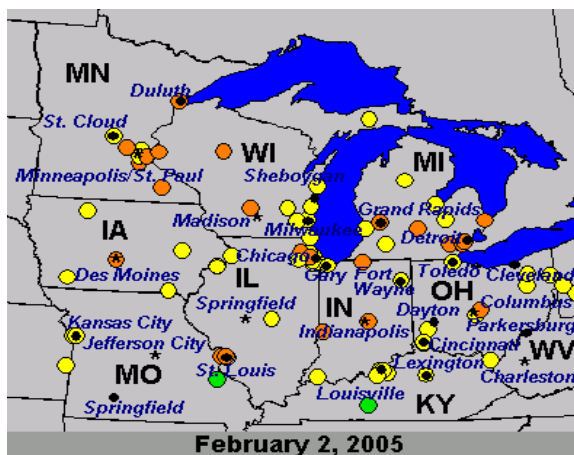 MN
Duluth
St. Cloud
WI
MI
Minneapolis/St. Paul
Sheboygan
Grand Rapids
Madison
Milwaukee
IA
Detroit
Chicago
Des Moines
IL
Gary
Fort
Wayne
Toledo
Cleveland
OH
Springfield
IN
Dayton
Columbus
Kansas City
Indianapolis
Parkersburg
Jefferson City
Cincinnati
WV
St. Louis
Lexington
MO
Charleston
Louisville
KY
Springfield
February 2, 2005